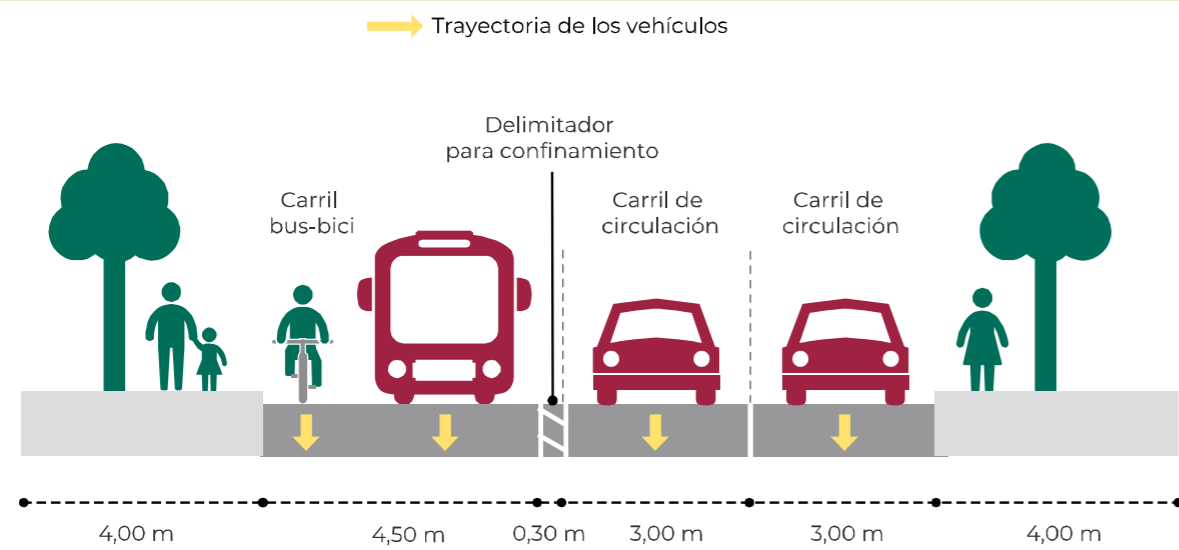 Trayectoria de los vehículos
Delimitador
para confinamiento
Carril
bus-bici
Carril de
circulación
Carril de
circulación
4,00 m
4,50 m
0,30 m
3,00 m
3,00 m
4,00 m